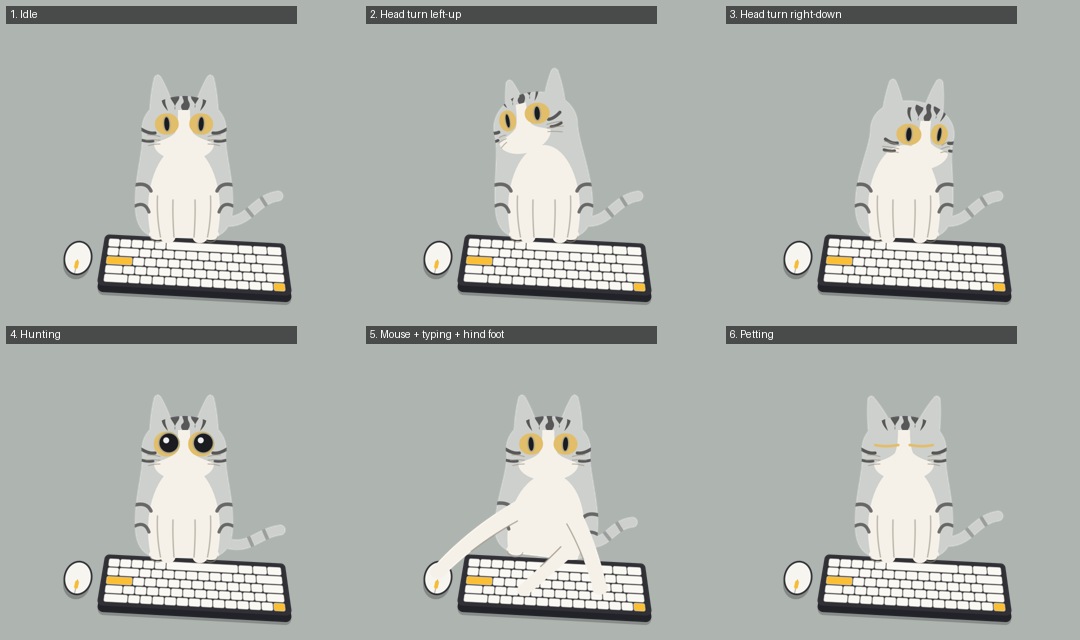 1. Idle
2. Head turn left-up
3. Head turn right-down
4. Hunting
5. Mouse + typing + hind foot
6. Petting